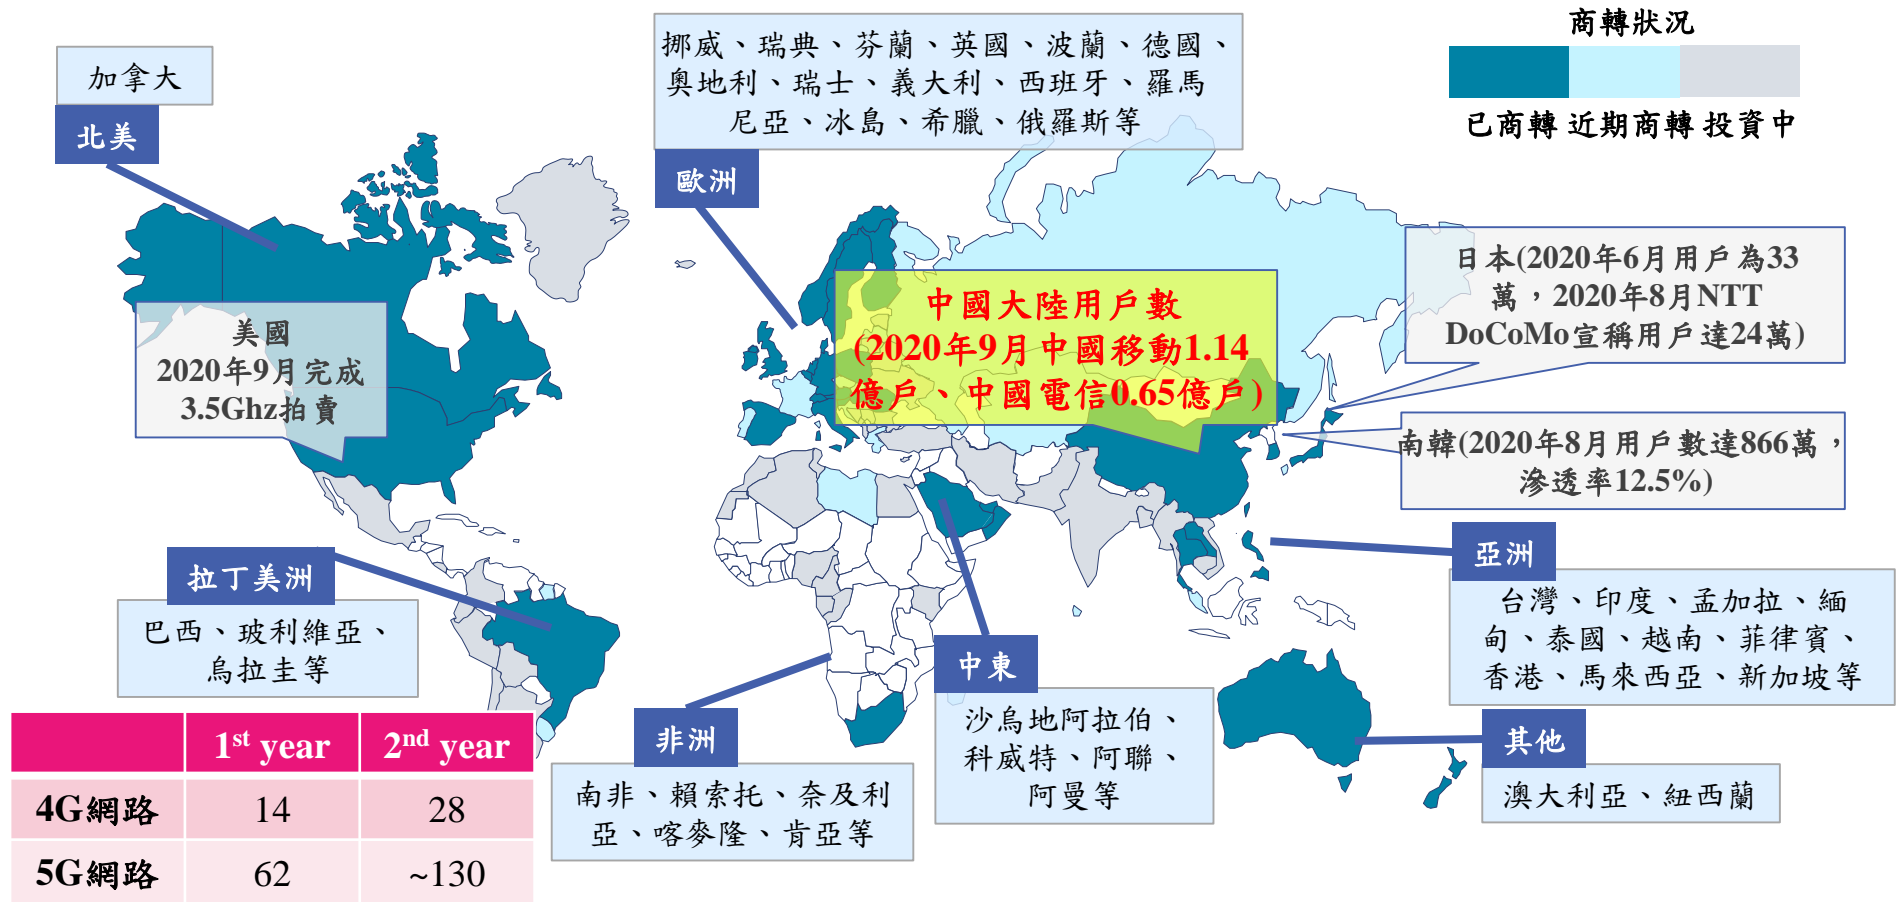 商轉狀況
已商轉 近期商轉 投資中
加拿大
北美
挪威、瑞典、芬蘭、英國、波蘭、德國、
奧地利、瑞士、義大利、西班牙、羅馬
尼亞、冰島、希臘、俄羅斯等
歐洲
美國
2020年9月完成
3.5Ghz拍賣
中國大陸用戶數
(2020年9月中國移動1.14
億戶、中國電信0.65億戶)
日本(2020年6月用戶為33
萬，2020年8月NTT
DoCoMo宣稱用戶達24萬)
南韓(2020年8月用戶數達866萬，
滲透率12.5%)
拉丁美洲
巴西、玻利維亞、
烏拉圭等
亞洲
台灣、印度、孟加拉、緬
甸、泰國、越南、菲律賓、
香港、馬來西亞、新加坡等
中東
沙烏地阿拉伯、
科威特、阿聯、
阿曼等
非洲
南非、賴索托、奈及利
亞、喀麥隆、肯亞等
其他
澳大利亞、紐西蘭
1st year 2nd year
4G網路 14 28
5G網路 62 ~130